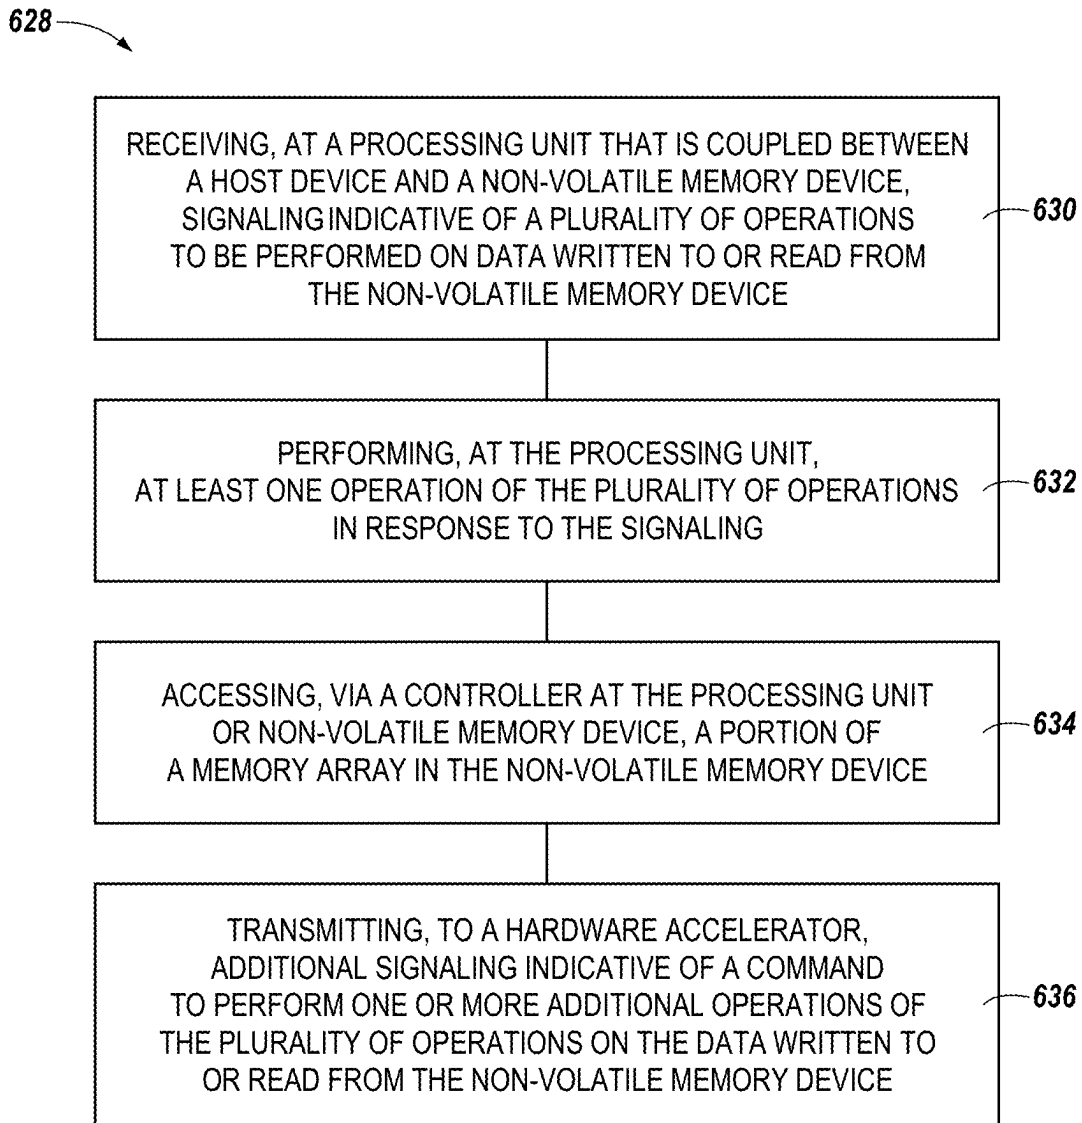 628
RECEIVING, AT A PROCESSING UNIT THAT IS COUPLED BETWEEN
A HOST DEVICE AND A NON-VOLATILE MEMORY DEVICE,
SIGNALING INDICATIVE OF A PLURALITY OF OPERATIONS
TO BE PERFORMED ON DATA WRITTEN TO OR READ FROM
THE NON-VOLATILE MEMORY DEVICE
630
PERFORMING, AT THE PROCESSING UNIT,
AT LEAST ONE OPERATION OF THE PLURALITY OF OPERATIONS
IN RESPONSE TO THE SIGNALING
632
ACCESSING, VIA A CONTROLLER AT THE PROCESSING UNIT
OR NON-VOLATILE MEMORY DEVICE, A PORTION OF
A MEMORY ARRAY IN THE NON-VOLATILE MEMORY DEVICE
634
TRANSMITTING, TO A HARDWARE ACCELERATOR,
ADDITIONAL SIGNALING INDICATIVE OF A COMMAND
TO PERFORM ONE OR MORE ADDITIONAL OPERATIONS OF
THE PLURALITY OF OPERATIONS ON THE DATA WRITTEN TO
OR READ FROM THE NON-VOLATILE MEMORY DEVICE
636